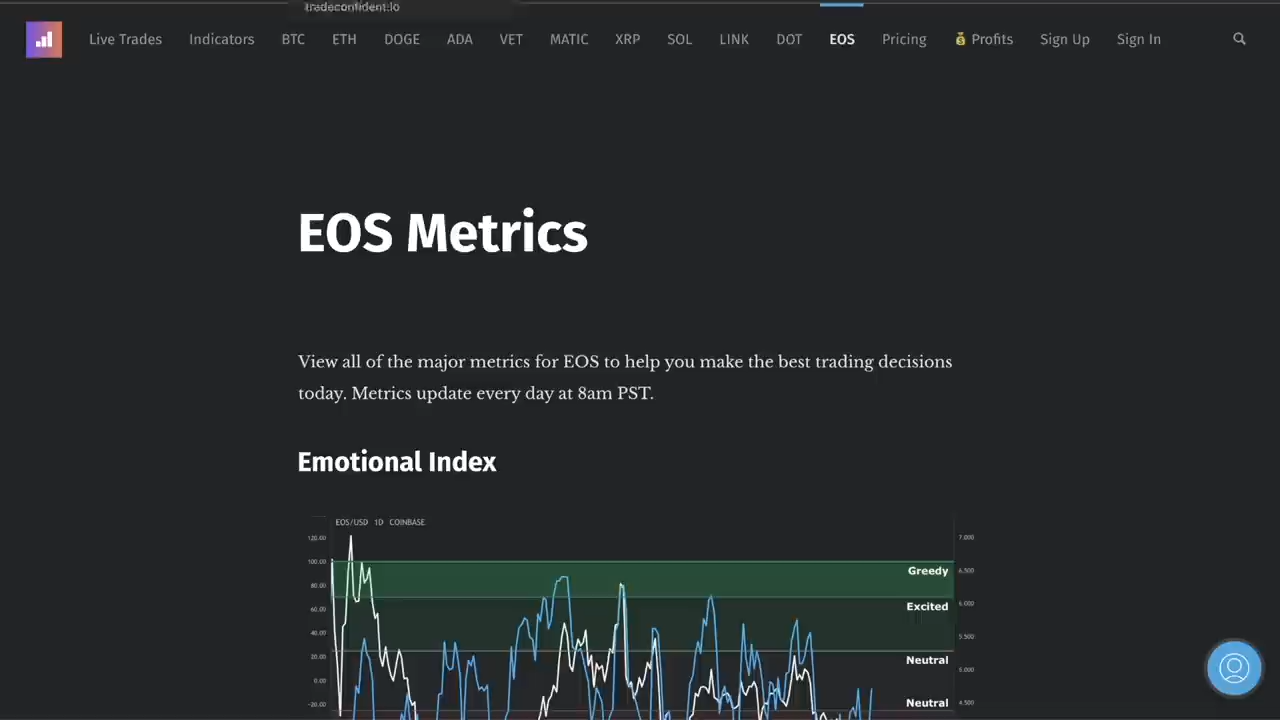 tradeconfident.io
Live Trades Indicators BTC ETH DOGE ADA VET MATIC XRP SOL LINK DOT EOS Pricing 💰 Profits Sign Up Sign In
EOS Metrics
View all of the major metrics for EOS to help you make the best trading decisions
today. Metrics update every day at 8am PST.
Emotional Index
EOS/USD 1D COINBASE
120.00
7.000
100.00
Greedy
6.500
80.00
Excited
6.000
60.00
40.00
5.500
20.00
Neutral
5.000
0.00
-20.00
Neutral
4.500